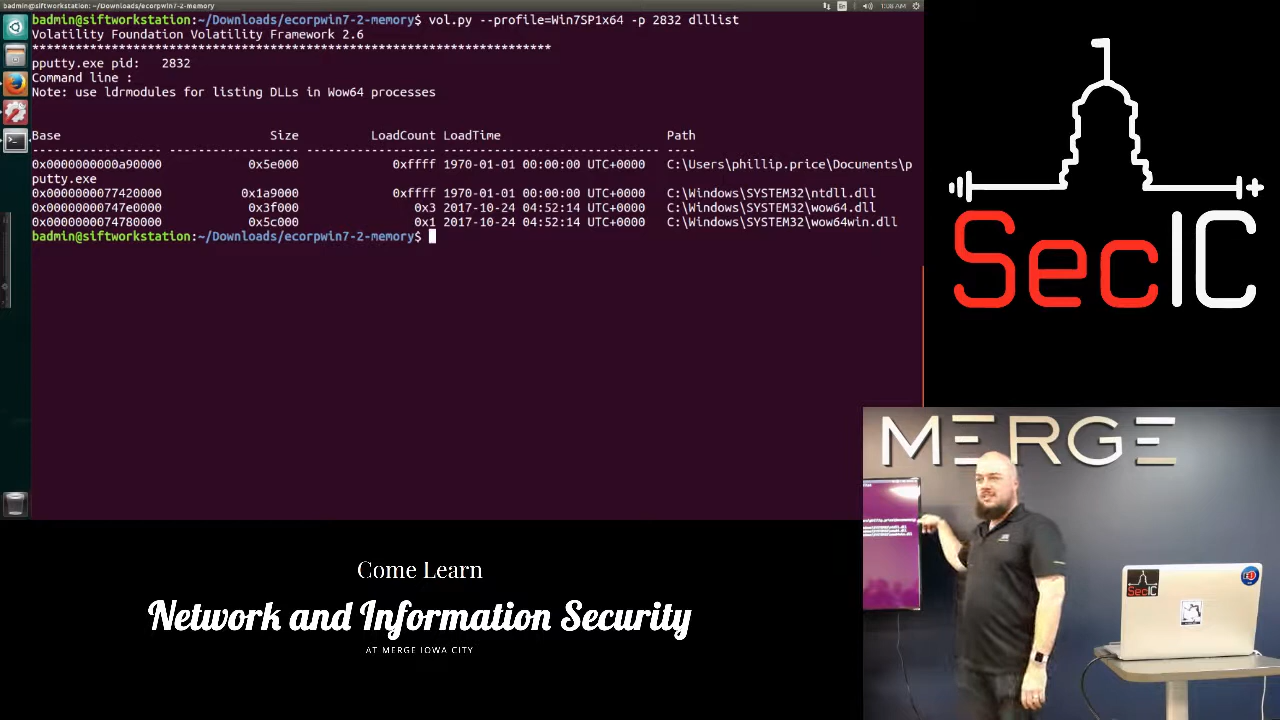 badmin@siftworkstation: ~/Downloads/ecorpwin7-2-memory
1:08 AM
badmin@siftworkstation:~/Downloads/ecorpwin7-2-memory$ vol.py --profile=Win7SP1x64 -p 2832 dlllist
Volatility Foundation Volatility Framework 2.6
************************************************************************
pputty.exe pid:   2832
Command line :
Note: use ldrmodules for listing DLLs in Wow64 processes
Base Size LoadCount LoadTime Path
------------------ ------------------ ------------------ ------------------------------ ----
0x0000000000a90000 0x5e000 0xffff 1970-01-01 00:00:00 UTC+0000 C:\Users\phillip.price\Documents\p
putty.exe
0x0000000077420000 0x1a9000 0xffff 1970-01-01 00:00:00 UTC+0000 C:\Windows\SYSTEM32\ntdll.dll
0x00000000747e0000 0x3f000 0x3 2017-10-24 04:52:14 UTC+0000 C:\Windows\SYSTEM32\wow64.dll
0x0000000074780000 0x5c000 0x1 2017-10-24 04:52:14 UTC+0000 C:\Windows\SYSTEM32\wow64win.dll
badmin@siftworkstation:~/Downloads/ecorpwin7-2-memory$
SecIC
MERGE
SecIC
Come Learn
Network and Information Security
AT MERGE IOWA CITY